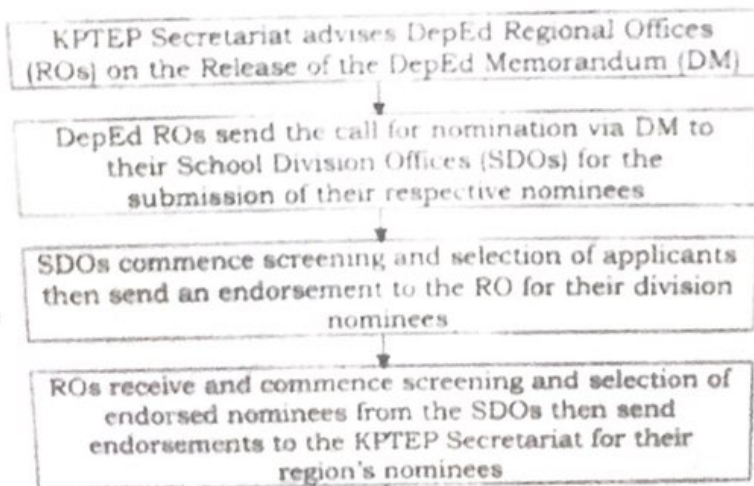 KPTEP Secretariat advises DepEd Regional Offices
(ROs) on the Release of the DepEd Memorandum (DM)
DepEd ROs send the call for nomination via DM to
their School Division Offices (SDOs) for the
submission of their respective nominees
SDOs commence screening and selection of applicants
then send an endorsement to the RO for their division
nominees
ROs receive and commence screening and selection of
endorsed nominees from the SDOs then send
endorsements to the KPTEP Secretariat for their
region's nominees